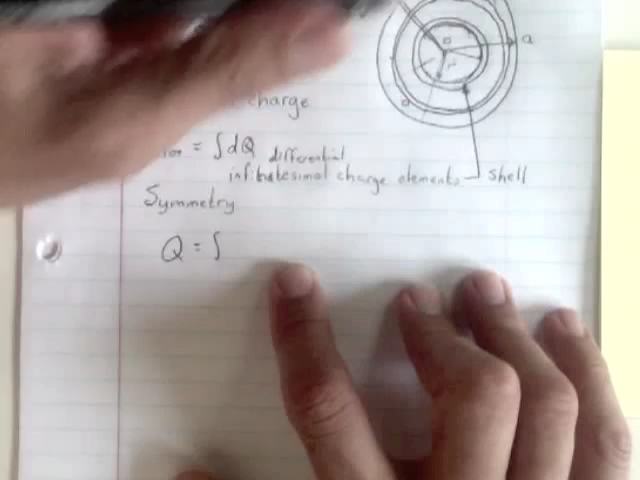 a
charge
= ∫dQ differential
infinitesimal charge elements shell
Symmetry
Q = ∫